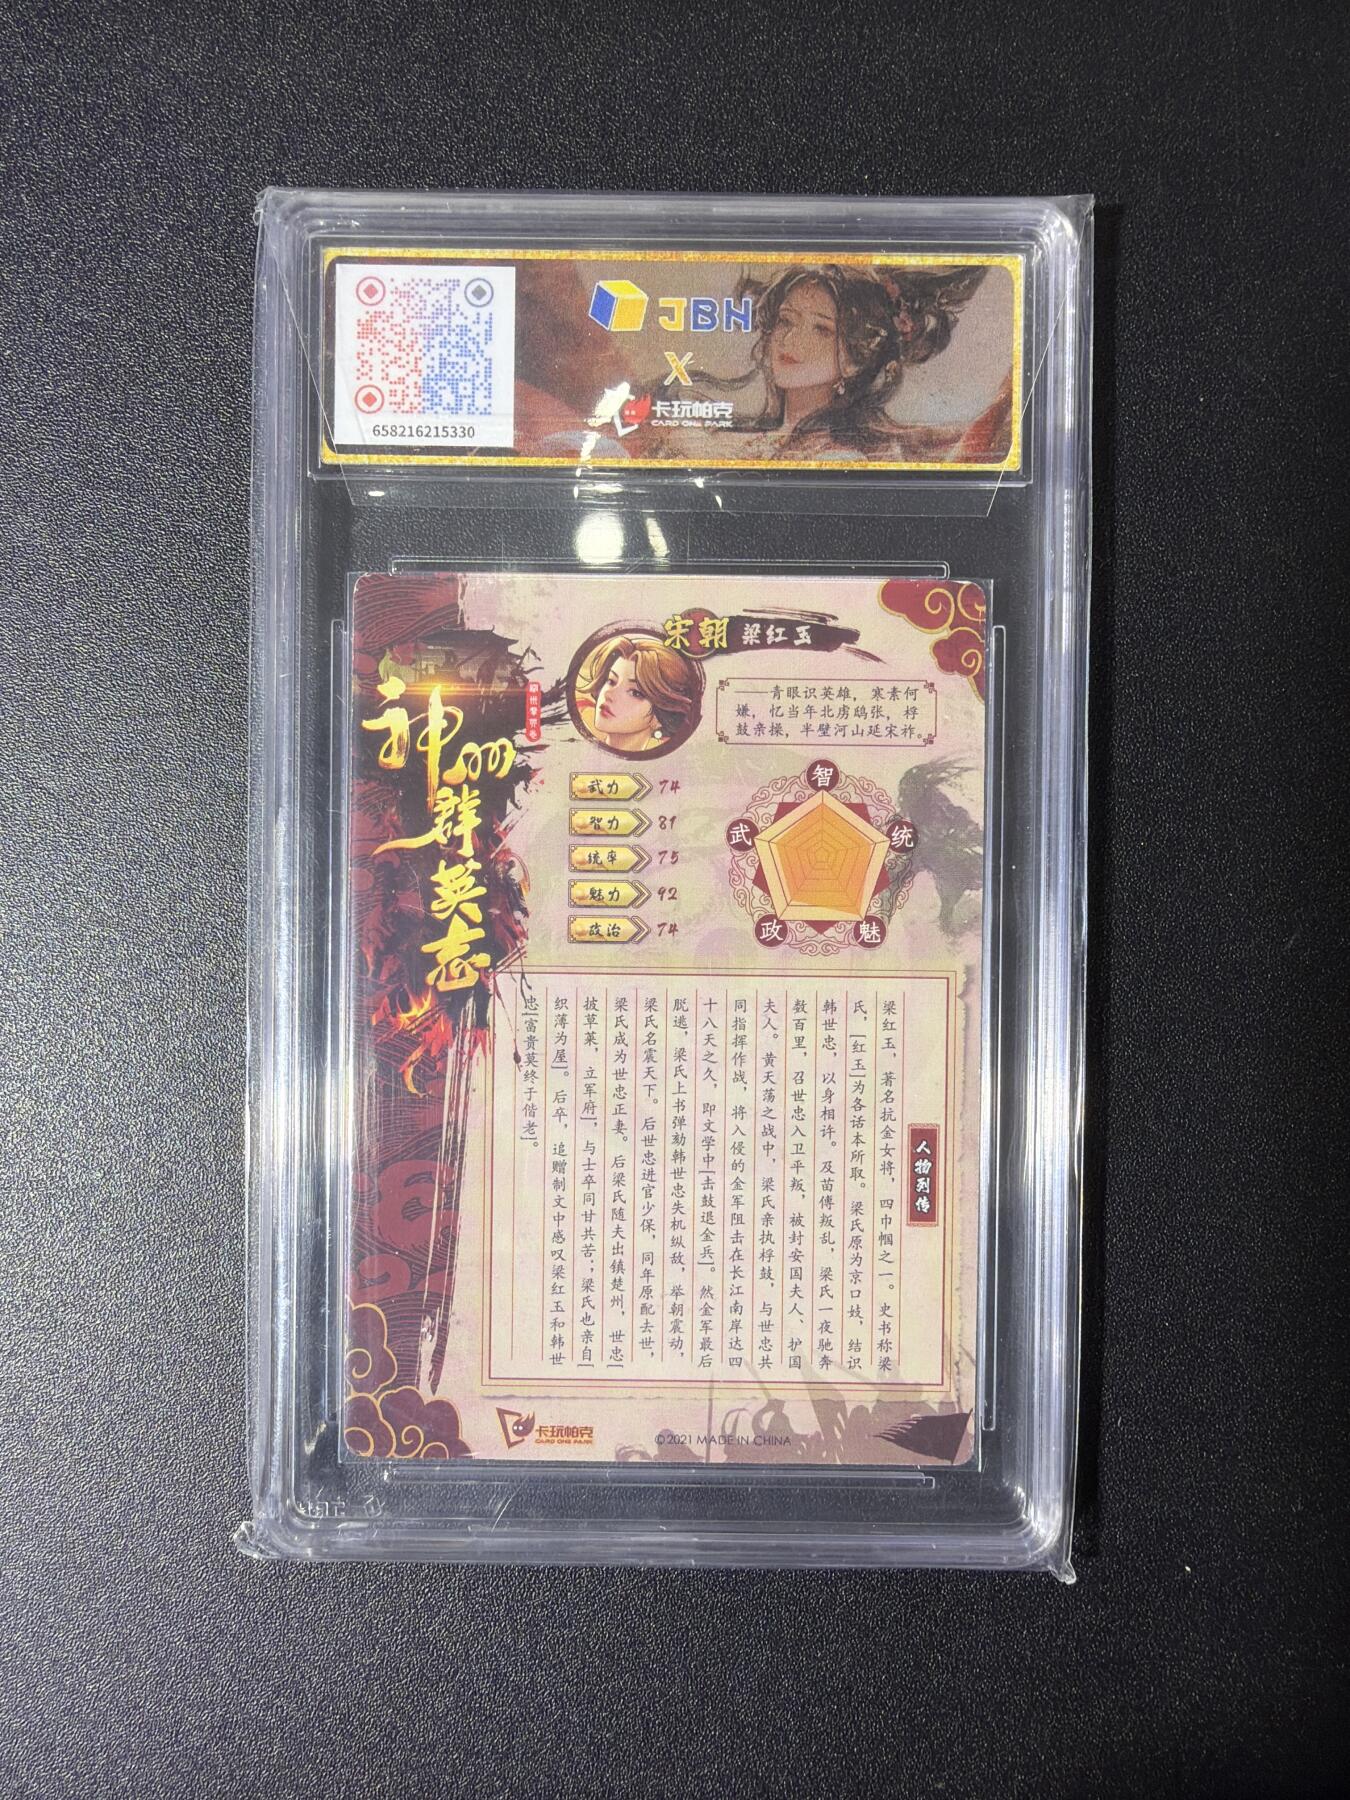 JBH
X
卡玩帕克
CARD ONE PARK
658216215330
宋朝 梁红玉
——青眼识英雄，寒素何
嫌，忆当年北虏鸱张，桴
鼓亲操，半壁河山延宋祚。
神州群英志
武力 74
智力 81
统率 75
魅力 92
政治 74
智
武
统
政
魅
人物列传
梁红玉，著名抗金女将，四巾帼之一。史书称梁
氏，[红玉]为各话本所取。梁氏原为京口妓，结识
韩世忠，以身相许。及苗傅叛乱，梁氏一夜驰奔
数百里，召世忠入卫平叛，被封安国夫人、护国
夫人。黄天荡之战中，梁氏亲执桴鼓，与世忠共
同指挥作战，将入侵的金军阻击在长江南岸达四
十八天之久，即文学中[击鼓退金兵]。然金军最后
脱逃，梁氏上书弹劾韩世忠失机纵敌，举朝震动，
梁氏名震天下。后世忠进官少保，同年原配去世，
梁氏成为世忠正妻。后梁氏随夫出镇楚州，世忠[
披草莱，立军府]，与士卒同甘共苦；梁氏也亲自[
织薄为屋]。后卒，追赠制文中感叹梁红玉和韩世
忠[富贵莫终于偕老]。
卡玩帕克
CARD ONE PARK
©2021 MADE IN CHINA